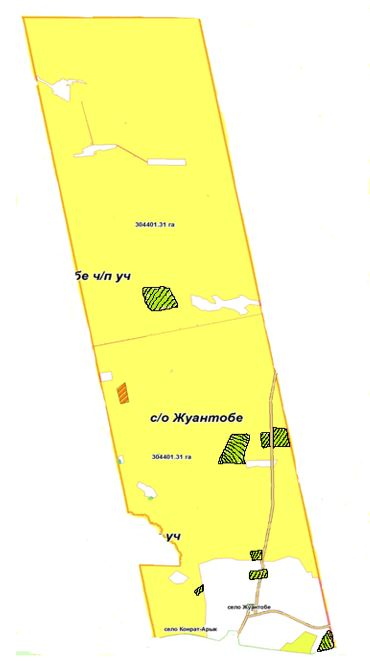 304401.31 га
бе ч/п уч
с/о Жуантобе
304401.31 га
уч
село Жуантобе
село Конрат-Арык